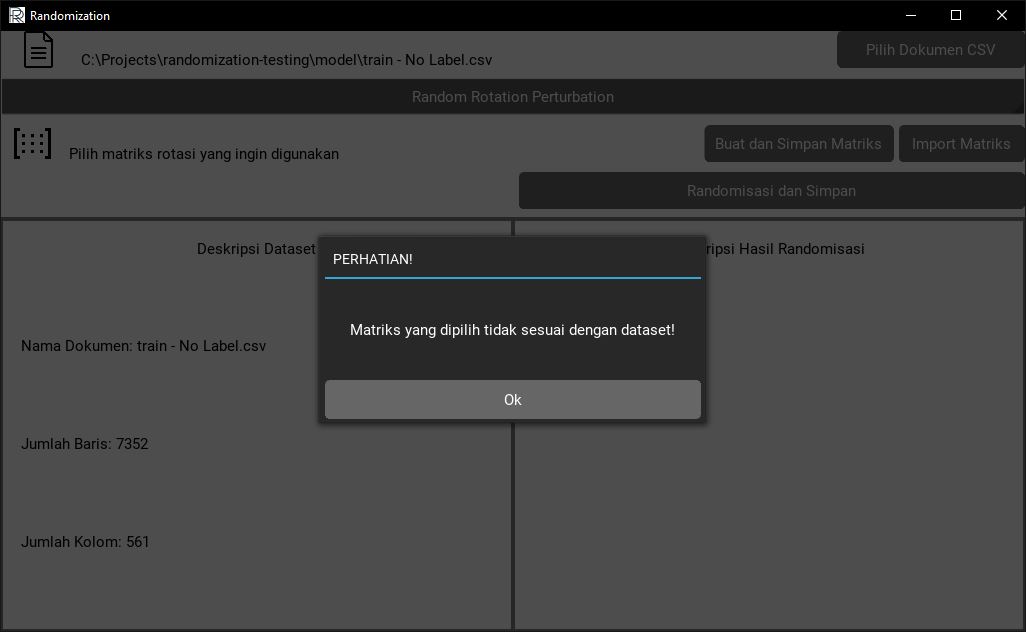 Randomization
C:\Projects\randomization-testing\model\train - No Label.csv
Pilih Dokumen CSV
Random Rotation Perturbation
Pilih matriks rotasi yang ingin digunakan
Buat dan Simpan Matriks
Import Matriks
Randomisasi dan Simpan
Deskripsi Dataset
ripsi Hasil Randomisasi
PERHATIAN!
Matriks yang dipilih tidak sesuai dengan dataset!
Ok
Nama Dokumen: train - No Label.csv
Jumlah Baris: 7352
Jumlah Kolom: 561